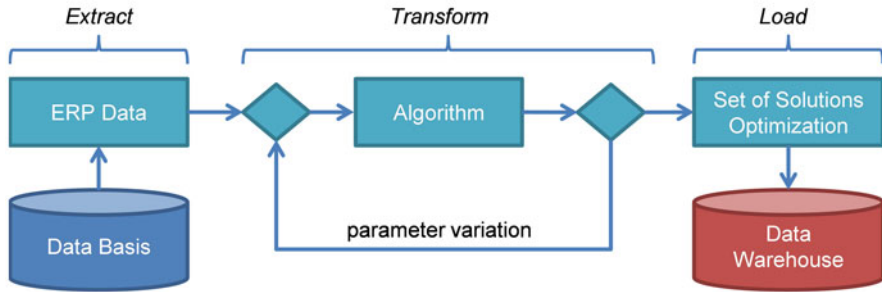 Extract
Transform
Load
ERP Data
Algorithm
Set of Solutions
Optimization
parameter variation
Data Basis
Data
Warehouse